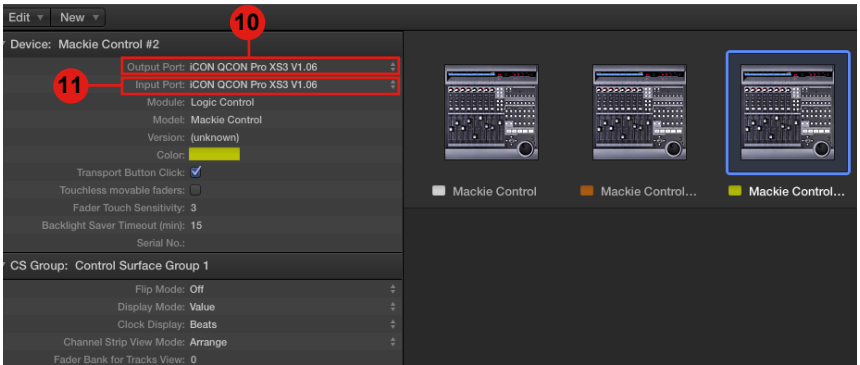 Edit New
10
Device: Mackie Control #2
Output Port: iCON QCON Pro XS3 V1.06
11
Input Port: iCON QCON Pro XS3 V1.06
Module: Logic Control
Model: Mackie Control
Version: (unknown)
Color:
Transport Button Click:
Touchless movable faders:
Fader Touch Sensitivity: 3
Backlight Saver Timeout (min): 15
Serial No.:
CS Group: Control Surface Group 1
Flip Mode: Off
Display Mode: Value
Clock Display: Beats
Channel Strip View Mode: Arrange
Fader Bank for Tracks View: 0
Mackie Control
Mackie Control...
Mackie Control...